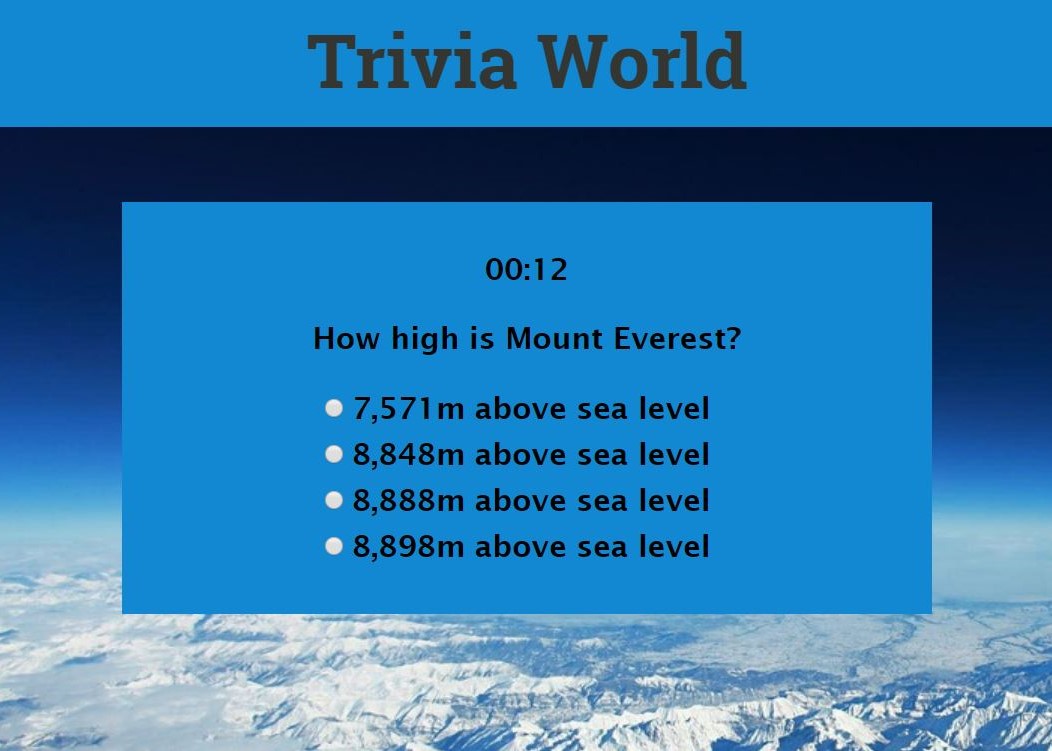 Trivia World
00:12
How high is Mount Everest?
7,571m above sea level
8,848m above sea level
8,888m above sea level
8,898m above sea level